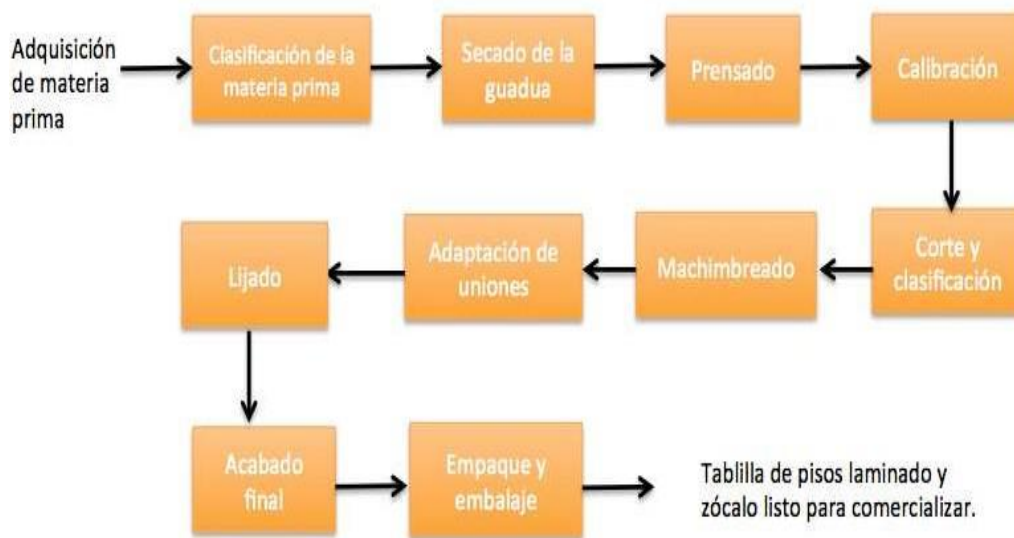 Adquisición
de materia
prima
Clasificación de la
materia prima
Secado de la
guadua
Prensado
Calibración
Corte y
clasificación
Machimbreado
Adaptación de
uniones
Lijado
Acabado
final
Empaque y
embalaje
Tablilla de pisos laminado y
zócalo listo para comercializar.